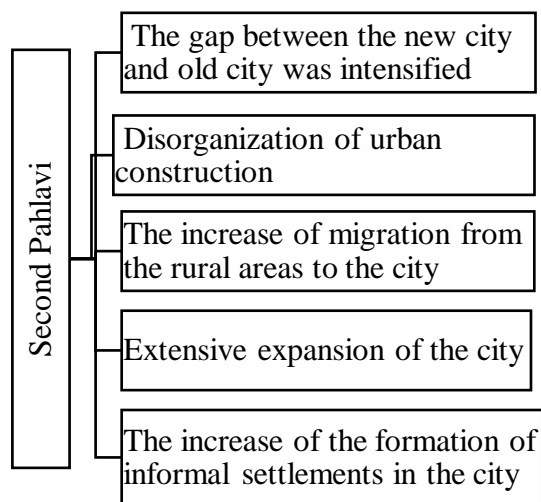 Second Pahlavi
The gap between the new city
and old city was intensified
Disorganization of urban
construction
The increase of migration from
the rural areas to the city
Extensive expansion of the city
The increase of the formation of
informal settlements in the city